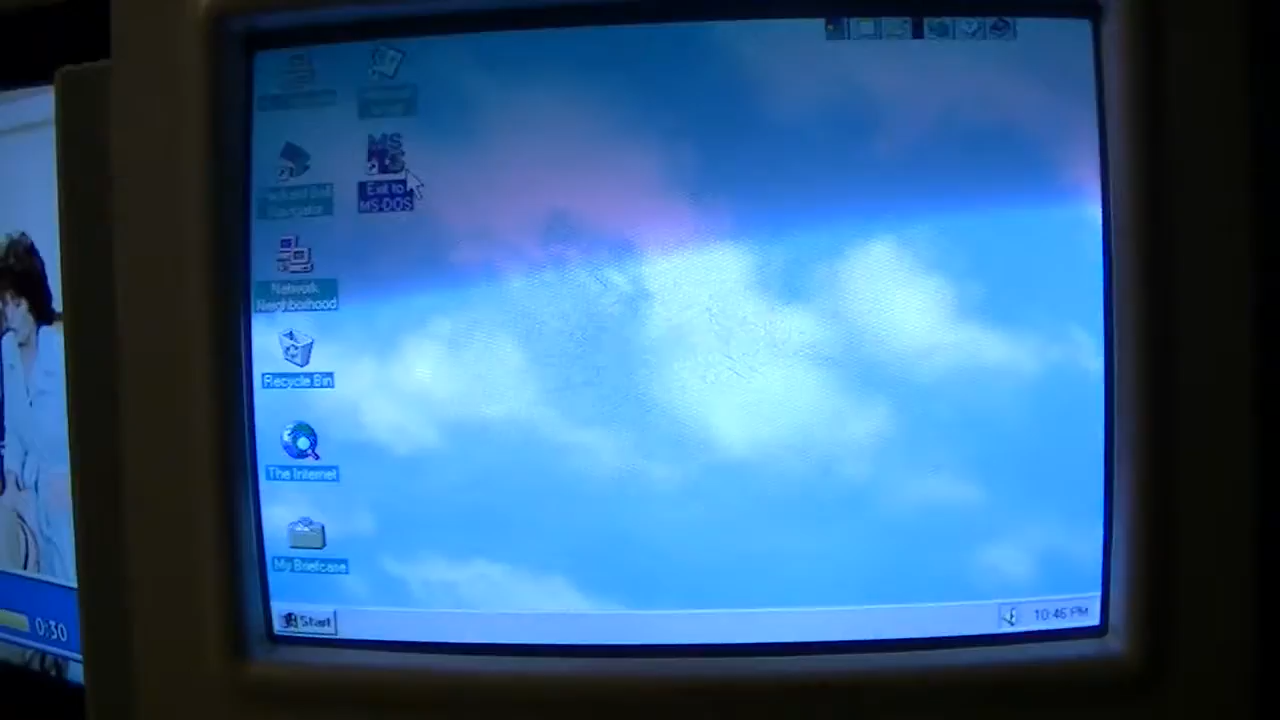 MS
Exit to
MS-DOS
Network
Neighborhood
Recycle Bin
The Internet
My Briefcase
Start
10:46 PM
0:30